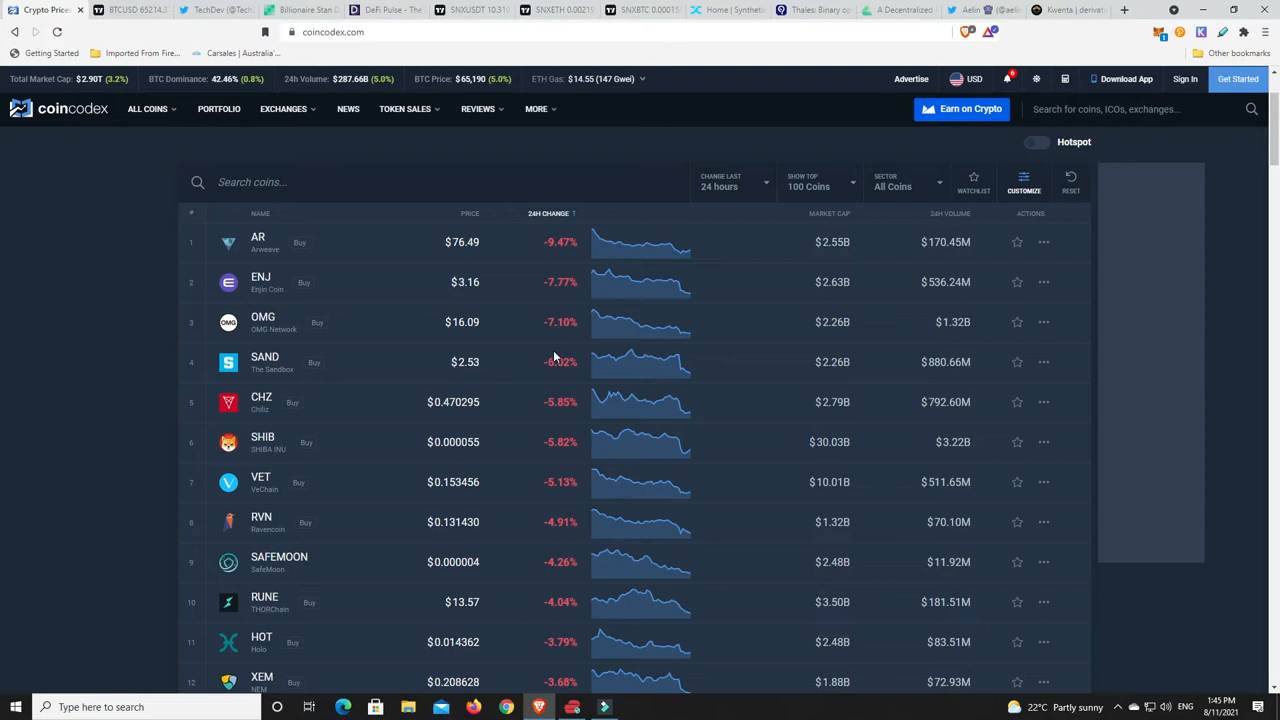 Crypto Prices
BTCUSD 65214.
TechDev (@Tech
Billionaire Stan D
DeFi Pulse - The
SNXUSDT 10.310
SNXETH 0.00219
SNXBTC 0.00015
Home | Synthetic
Thales: Binary op
A Decentralized
Aelin (@aelin
Kwenta | derivat
coincodex.com
Getting Started
Imported From Fire...
Carsales | Australia'...
Other bookmarks
Total Market Cap: $2.90T (3.2%)
BTC Dominance: 42.46% (0.8%)
24h Volume: $287.66B (5.0%)
BTC Price: $65,190 (5.0%)
ETH Gas: $14.55 (147 Gwei)
Advertise
USD
6
Download App
Sign In
Get Started
coincodex
ALL COINS
PORTFOLIO
EXCHANGES
NEWS
TOKEN SALES
REVIEWS
MORE
Earn on Crypto
Search for coins, ICOs, exchanges...
Hotspot
Search coins...
CHANGE LAST
24 hours
SHOW TOP
100 Coins
SECTOR
All Coins
WATCHLIST
CUSTOMIZE
RESET
# NAME PRICE 24H CHANGE ↑ MARKET CAP 24H VOLUME ACTIONS
1 AR Buy $76.49 -9.47% $2.55B $170.45M
Arweave
2 ENJ Buy $3.16 -7.77% $2.63B $536.24M
Enjin Coin
3 OMG Buy $16.09 -7.10% $2.26B $1.32B
OMG Network
4 SAND Buy $2.53 -6.02% $2.26B $880.66M
The Sandbox
5 CHZ Buy $0.470295 -5.85% $2.79B $792.60M
Chiliz
6 SHIB Buy $0.000055 -5.82% $30.03B $3.22B
SHIBA INU
7 VET Buy $0.153456 -5.13% $10.01B $511.65M
VeChain
8 RVN Buy $0.131430 -4.91% $1.32B $70.10M
Ravencoin
9 SAFEMOON $0.000004 -4.26% $2.48B $11.92M
SafeMoon
10 RUNE Buy $13.57 -4.04% $3.50B $181.51M
THORChain
11 HOT Buy $0.014362 -3.79% $2.48B $83.51M
Holo
12 XEM Buy $0.208628 -3.68% $1.88B $72.93M
NEM
Type here to search
22°C Partly sunny
ENG
1:45 PM
8/11/2021